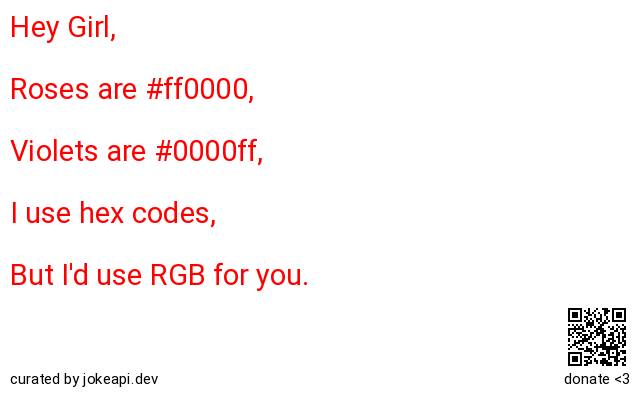 Hey Girl,
Roses are #ff0000,
Violets are #0000ff,
I use hex codes,
But I'd use RGB for you.
curated by jokeapi.dev
donate <3